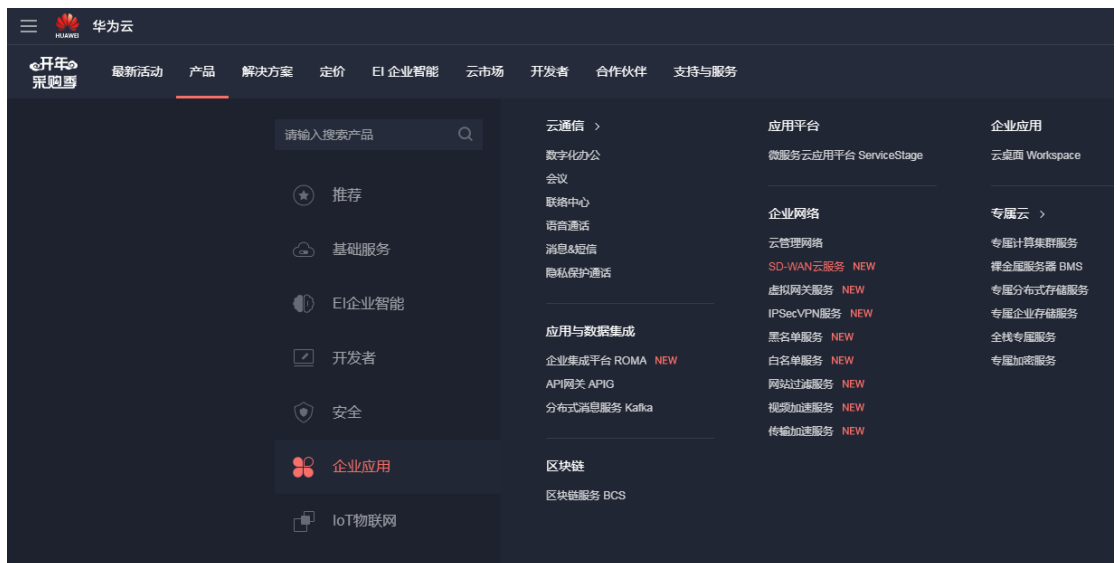 HUAWEI
华为云
开年
采购季
最新活动 产品 解决方案 定价 EI 企业智能 云市场 开发者 合作伙伴 支持与服务
请输入搜索产品
推荐
基础服务
EI企业智能
开发者
安全
企业应用
IoT物联网
云通信 >
数字化办公
会议
联络中心
语音通话
消息&短信
隐私保护通话
应用与数据集成
企业集成平台 ROMA NEW
API网关 APIG
分布式消息服务 Kafka
区块链
区块链服务 BCS
应用平台
微服务云应用平台 ServiceStage
企业网络
云管理网络
SD-WAN云服务 NEW
虚拟网关服务 NEW
IPSecVPN服务 NEW
黑名单服务 NEW
白名单服务 NEW
网站过滤服务 NEW
视频加速服务 NEW
传输加速服务 NEW
企业应用
云桌面 Workspace
专属云 >
专属计算集群服务
裸金属服务器 BMS
专属分布式存储服务
专属企业存储服务
全栈专属服务
专属加密服务